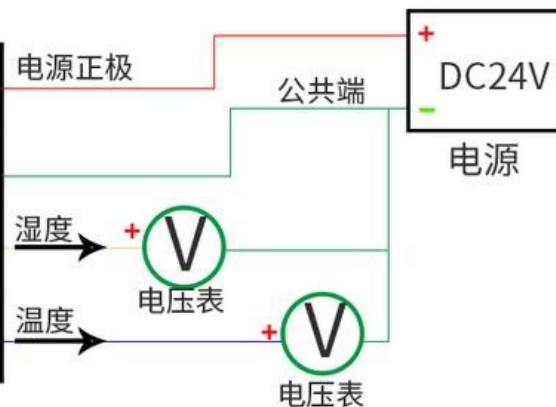 +
电源正极
DC24V
公共端
−
电源
湿度
+
V
电压表
温度
+
V
电压表